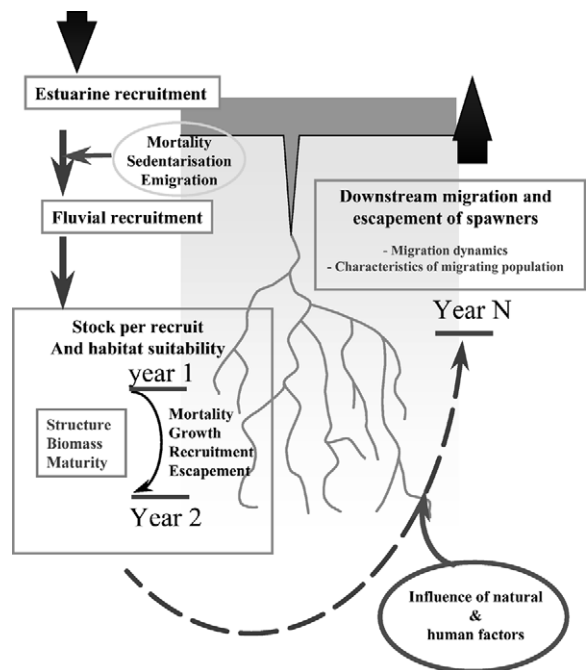 Estuarine recruitment
Mortality
Sedentarisation
Emigration
Fluvial recruitment
Downstream migration and
escapement of spawners
- Migration dynamics
- Characteristics of migrating population
Year N
Stock per recruit
And habitat suitability
year 1
Structure
Biomass
Maturity
Mortality
Growth
Recruitment
Escapement
Year 2
Influence of natural
&
human factors